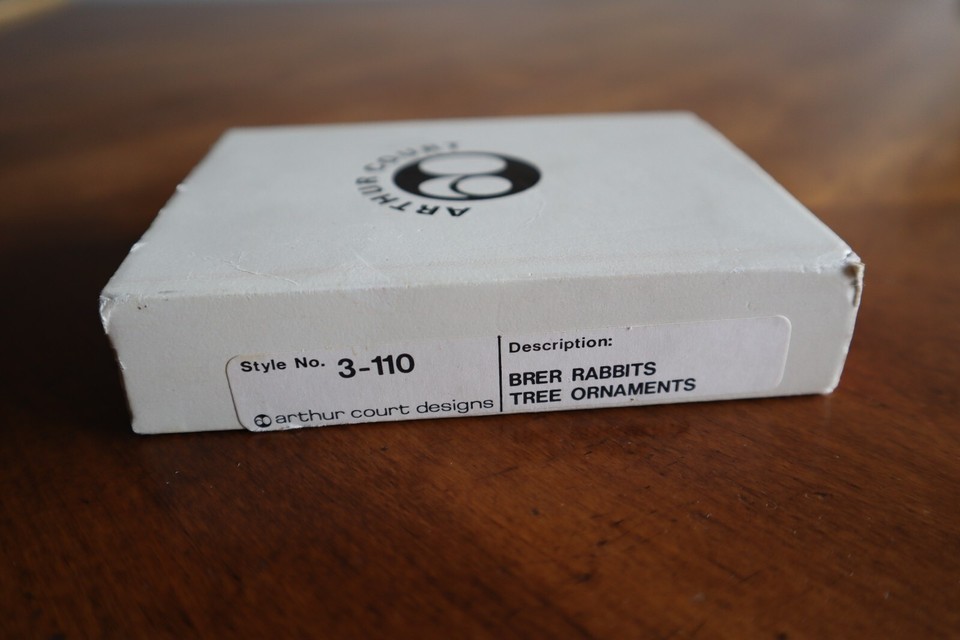 ARTHUR COURT
Style No. 3-110
arthur court designs
Description:
BRER RABBITS
TREE ORNAMENTS